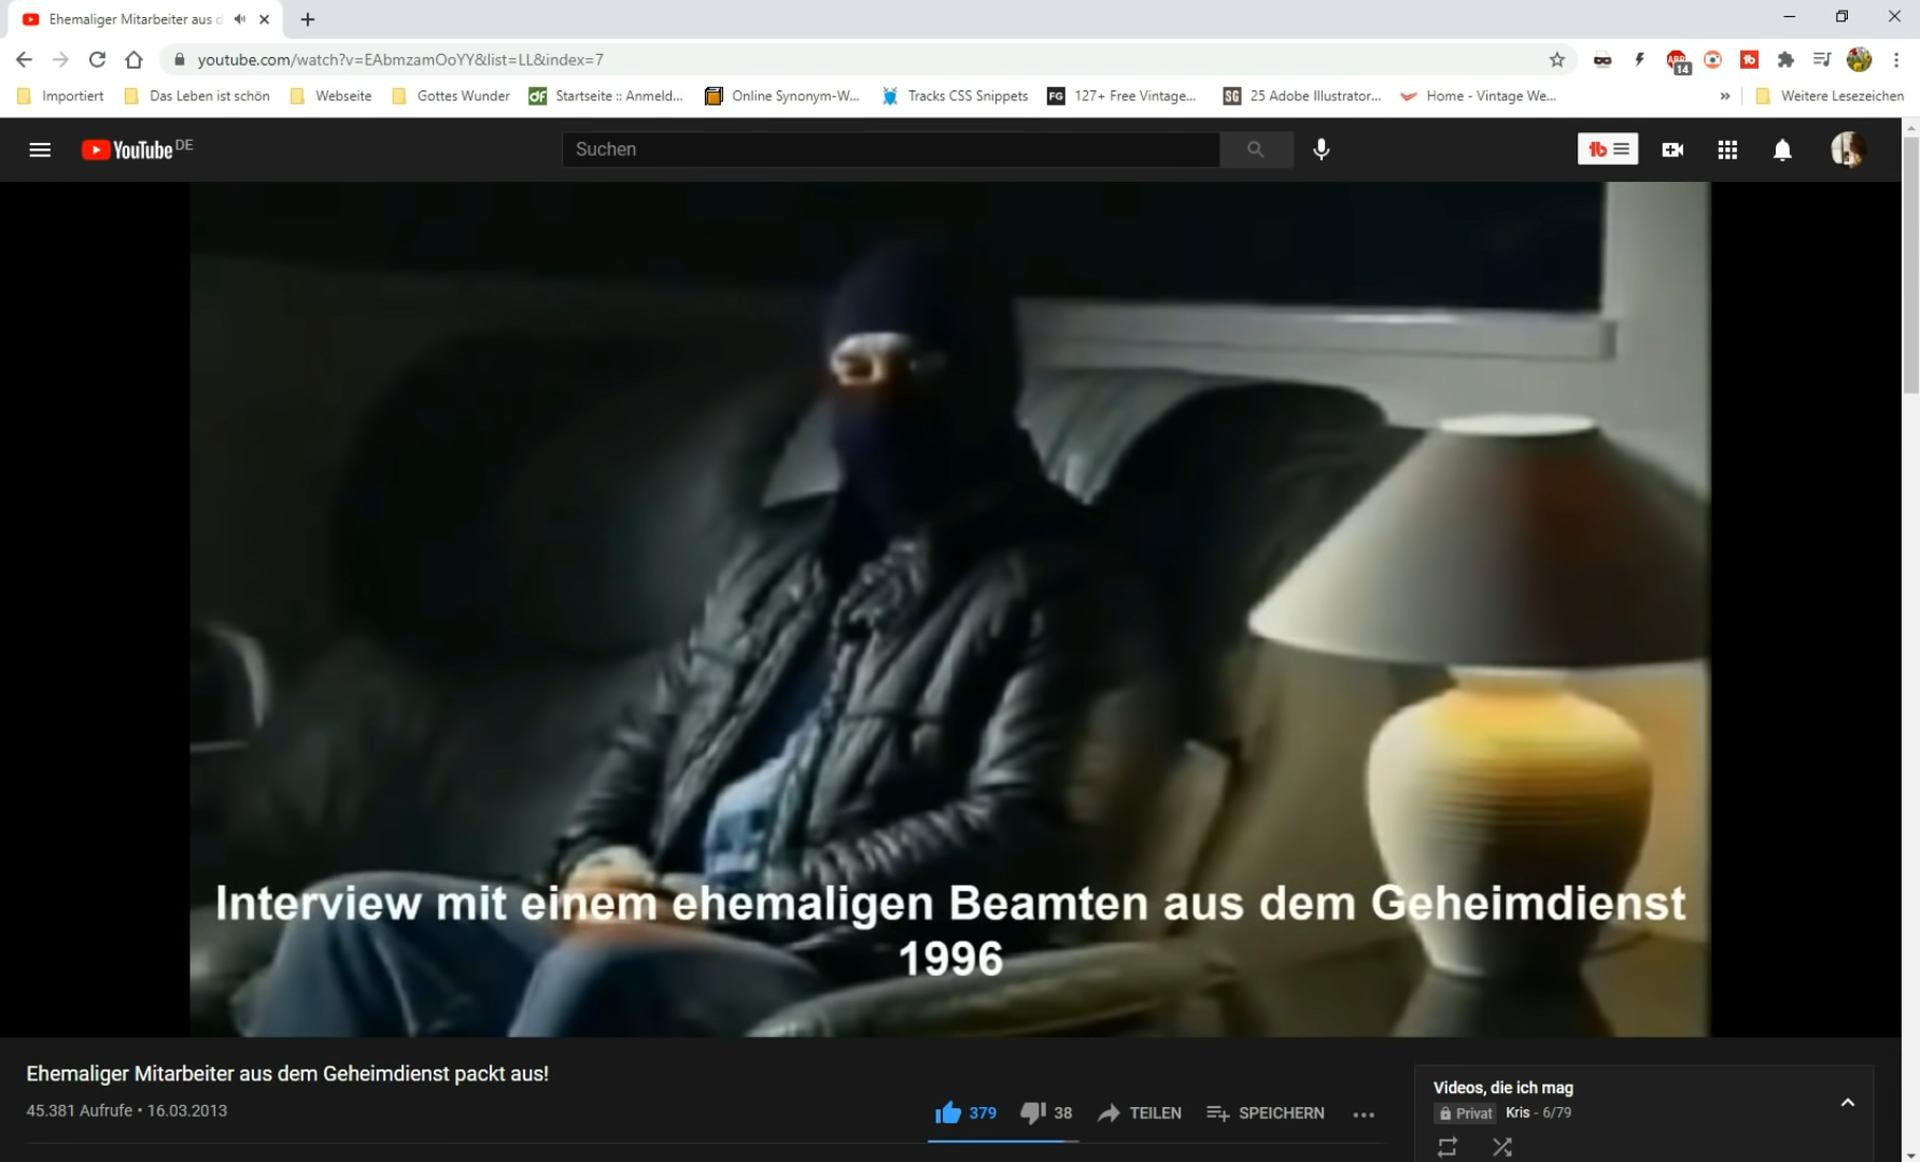 Ehemaliger Mitarbeiter aus d
youtube.com/watch?v=EAbmzamOoYY&list=LL&index=7
14
Importiert Das Leben ist schön Webseite Gottes Wunder Startseite :: Anmeld... Online Synonym-W... Tracks CSS Snippets FG 127+ Free Vintage... SG 25 Adobe Illustrator... Home - Vintage We... » Weitere Lesezeichen
YouTube DE Suchen
Interview mit einem ehemaligen Beamten aus dem Geheimdienst
1996
Ehemaliger Mitarbeiter aus dem Geheimdienst packt aus!
45.381 Aufrufe • 16.03.2013
379 38 TEILEN SPEICHERN
Videos, die ich mag
Privat Kris - 6/79